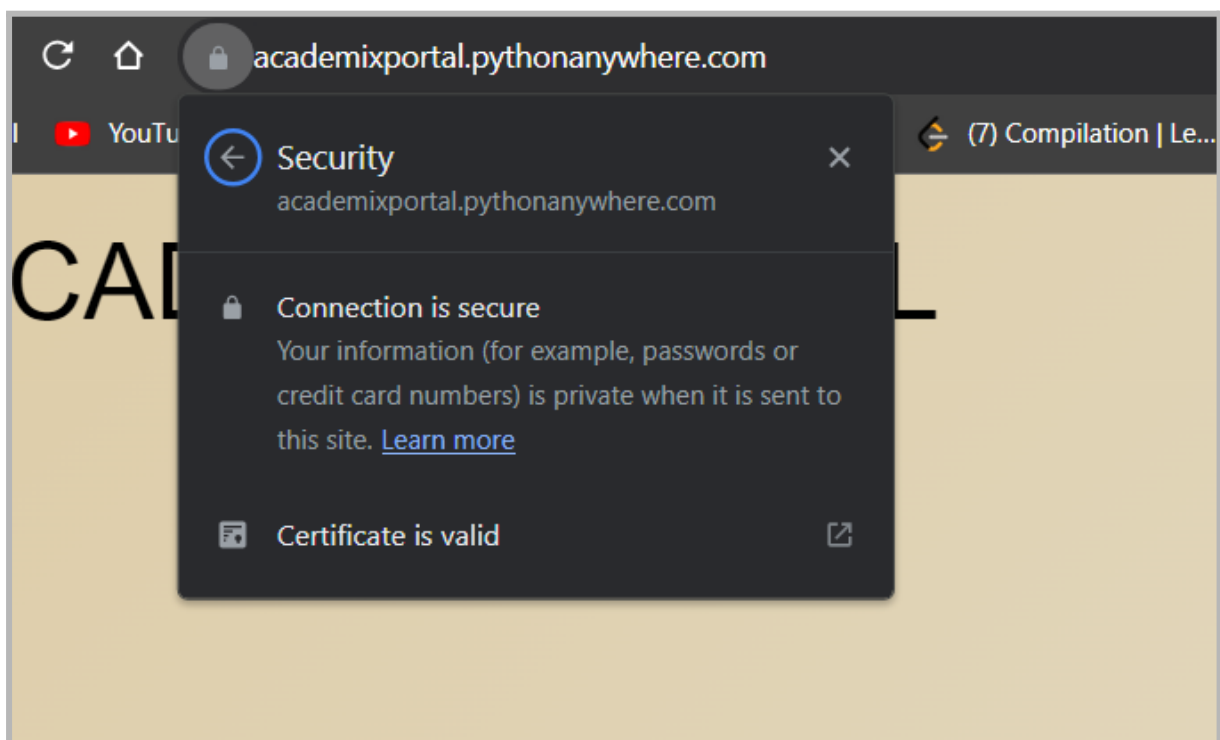 academixportal.pythonanywhere.com
YouTu
(7) Compilation | Le...
Security
academixportal.pythonanywhere.com
CAD
L
Connection is secure
Your information (for example, passwords or
credit card numbers) is private when it is sent to
this site. Learn more
Certificate is valid